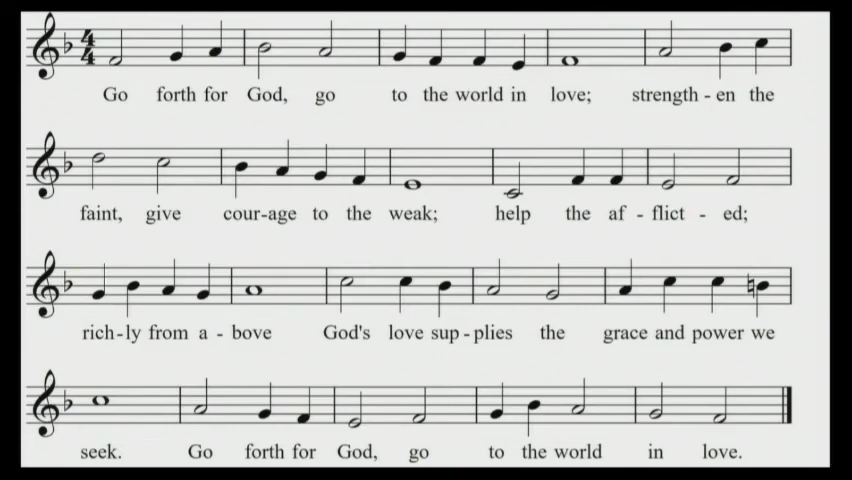 4
4
Go forth for God, go to the world in love; strength - en the
faint, give cour - age to the weak; help the af - flict - ed;
rich - ly from a - bove God's love sup - plies the grace and power we
seek. Go forth for God, go to the world in love.